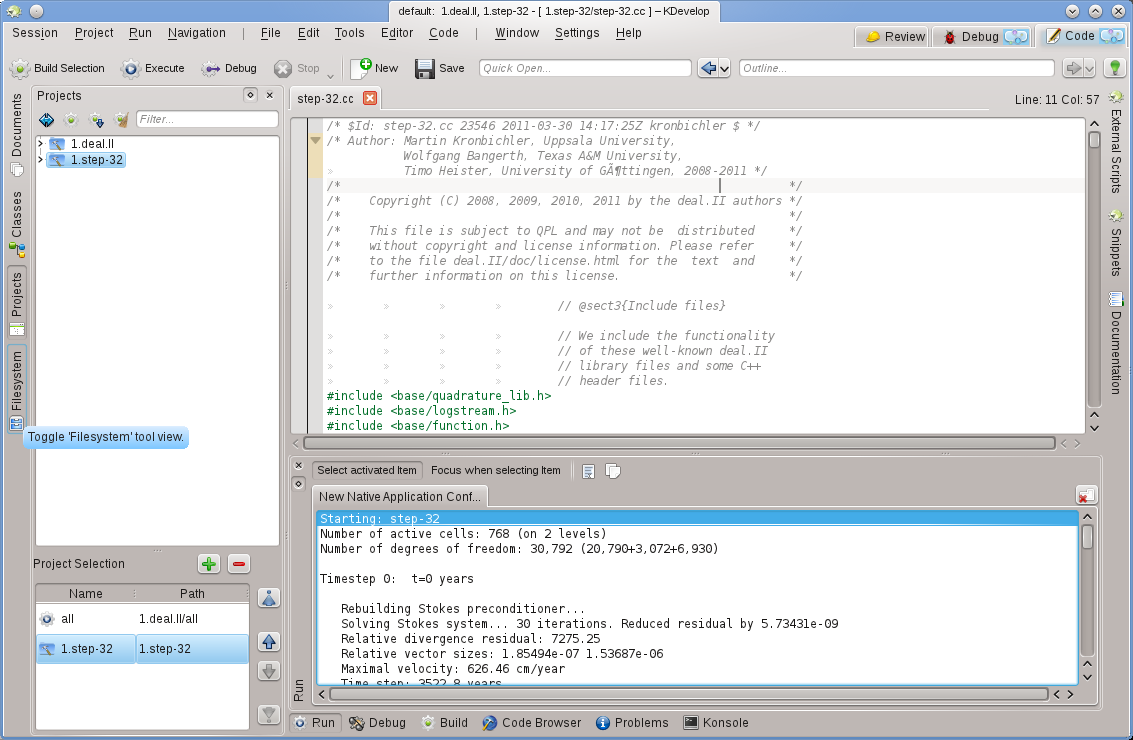 default:  1.deal.II, 1.step-32 - [ 1.step-32/step-32.cc ] – KDevelop
Session Project Run Navigation | File Edit Tools Editor Code | Window Settings Help
Review Debug Code
Build Selection Execute Debug Stop New Save Quick Open... Outline...
Documents
Classes
Projects
Filesystem
Projects
Filter...
1.deal.II
1.step-32
Toggle 'Filesystem' tool view.
Project Selection
Name Path
all 1.deal.II/all
1.step-32 1.step-32
step-32.cc
Line: 11 Col: 57
/* $Id: step-32.cc 23546 2011-03-30 14:17:25Z kronbichler $ */
/* Author: Martin Kronbichler, Uppsala University,
Wolfgang Bangerth, Texas A&M University,
» Timo Heister, University of GÃ¶ttingen, 2008-2011 */
/* */
/*    Copyright (C) 2008, 2009, 2010, 2011 by the deal.II authors */
/* */
/*    This file is subject to QPL and may not be  distributed     */
/*    without copyright and license information. Please refer     */
/*    to the file deal.II/doc/license.html for the  text  and     */
/*    further information on this license.                        */
» » » » // @sect3{Include files}
» » » » // We include the functionality
» » » » // of these well-known deal.II
» » » » // library files and some C++
» » » » // header files.
#include <base/quadrature_lib.h>
#include <base/logstream.h>
#include <base/function.h>
External Scripts
Snippets
Documentation
Select activated Item Focus when selecting Item
New Native Application Conf...
Starting: step-32
Number of active cells: 768 (on 2 levels)
Number of degrees of freedom: 30,792 (20,790+3,072+6,930)
Timestep 0:  t=0 years
Rebuilding Stokes preconditioner...
Solving Stokes system... 30 iterations. Reduced residual by 5.73431e-09
Relative divergence residual: 7275.25
Relative vector sizes: 1.85494e-07 1.53687e-06
Maximal velocity: 626.46 cm/year
Time step: 3522.8 years
Run
Run Debug Build Code Browser Problems Konsole